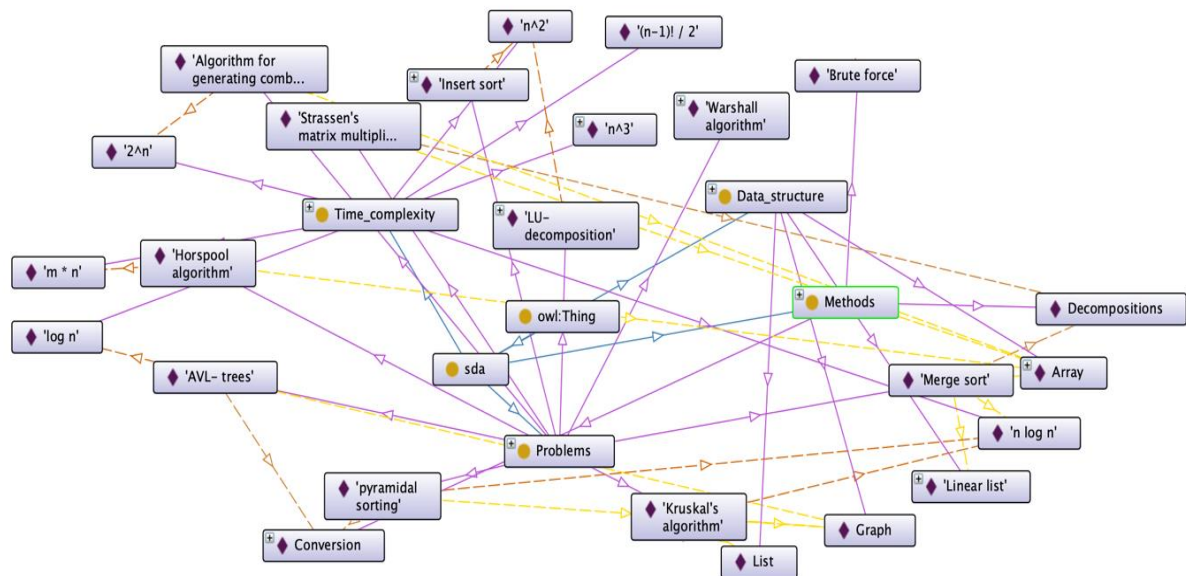 'n^2'
'(n-1)! / 2'
'Algorithm for
generating comb...
'Insert sort'
'Brute force'
'Strassen's
matrix multipli...
'Warshall
algorithm'
'n^3'
'2^n'
Data_structure
Time_complexity
'LU-
decomposition'
'Horspool
algorithm'
'm * n'
Methods
Decompositions
owl:Thing
'log n'
sda
'AVL- trees'
'Merge sort'
Array
'n log n'
Problems
'pyramidal
sorting'
'Linear list'
'Kruskal's
algorithm'
Graph
Conversion
List